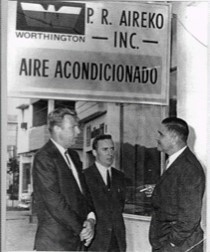 P. R. AIREKO
WORTHINGTON
— INC. —
AIRE ACONDICIONADO